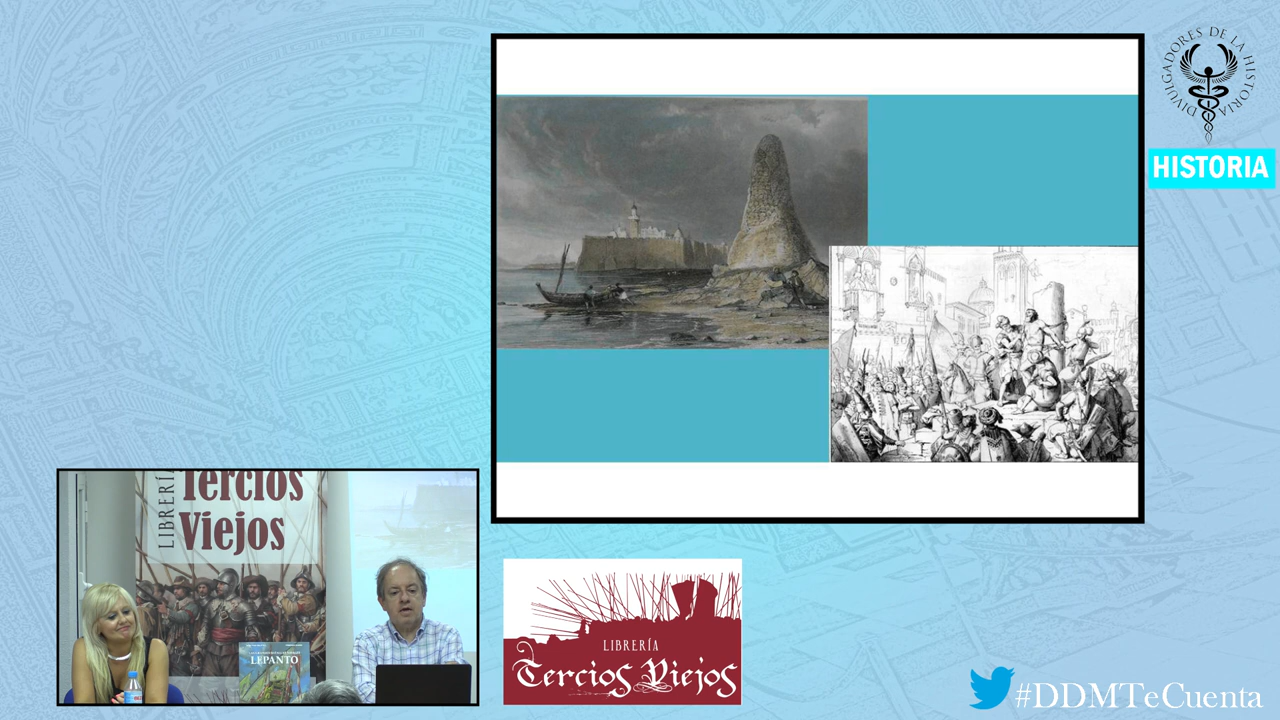 DIVULGADORES DE LA HISTORIA
HISTORIA
LIBRERÍA
Tercios
Viejos
LEPANTO
LIBRERÍA
Tercios Viejos
#DDMTeCuenta